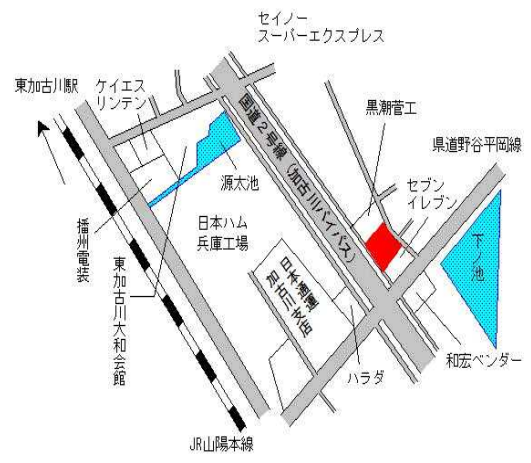 セイノー
スーパーエクスプレス
東加古川駅
ケイエス
リンテン
国道2号線(加古川バイパス)
黒潮菅工
県道野谷平岡線
源太池
セブン
イレブン
播州電装
日本ハム
兵庫工場
東加古川大和会館
日本通運
加古川支店
下ノ池
ハラダ
和宏ベンダー
JR山陽本線